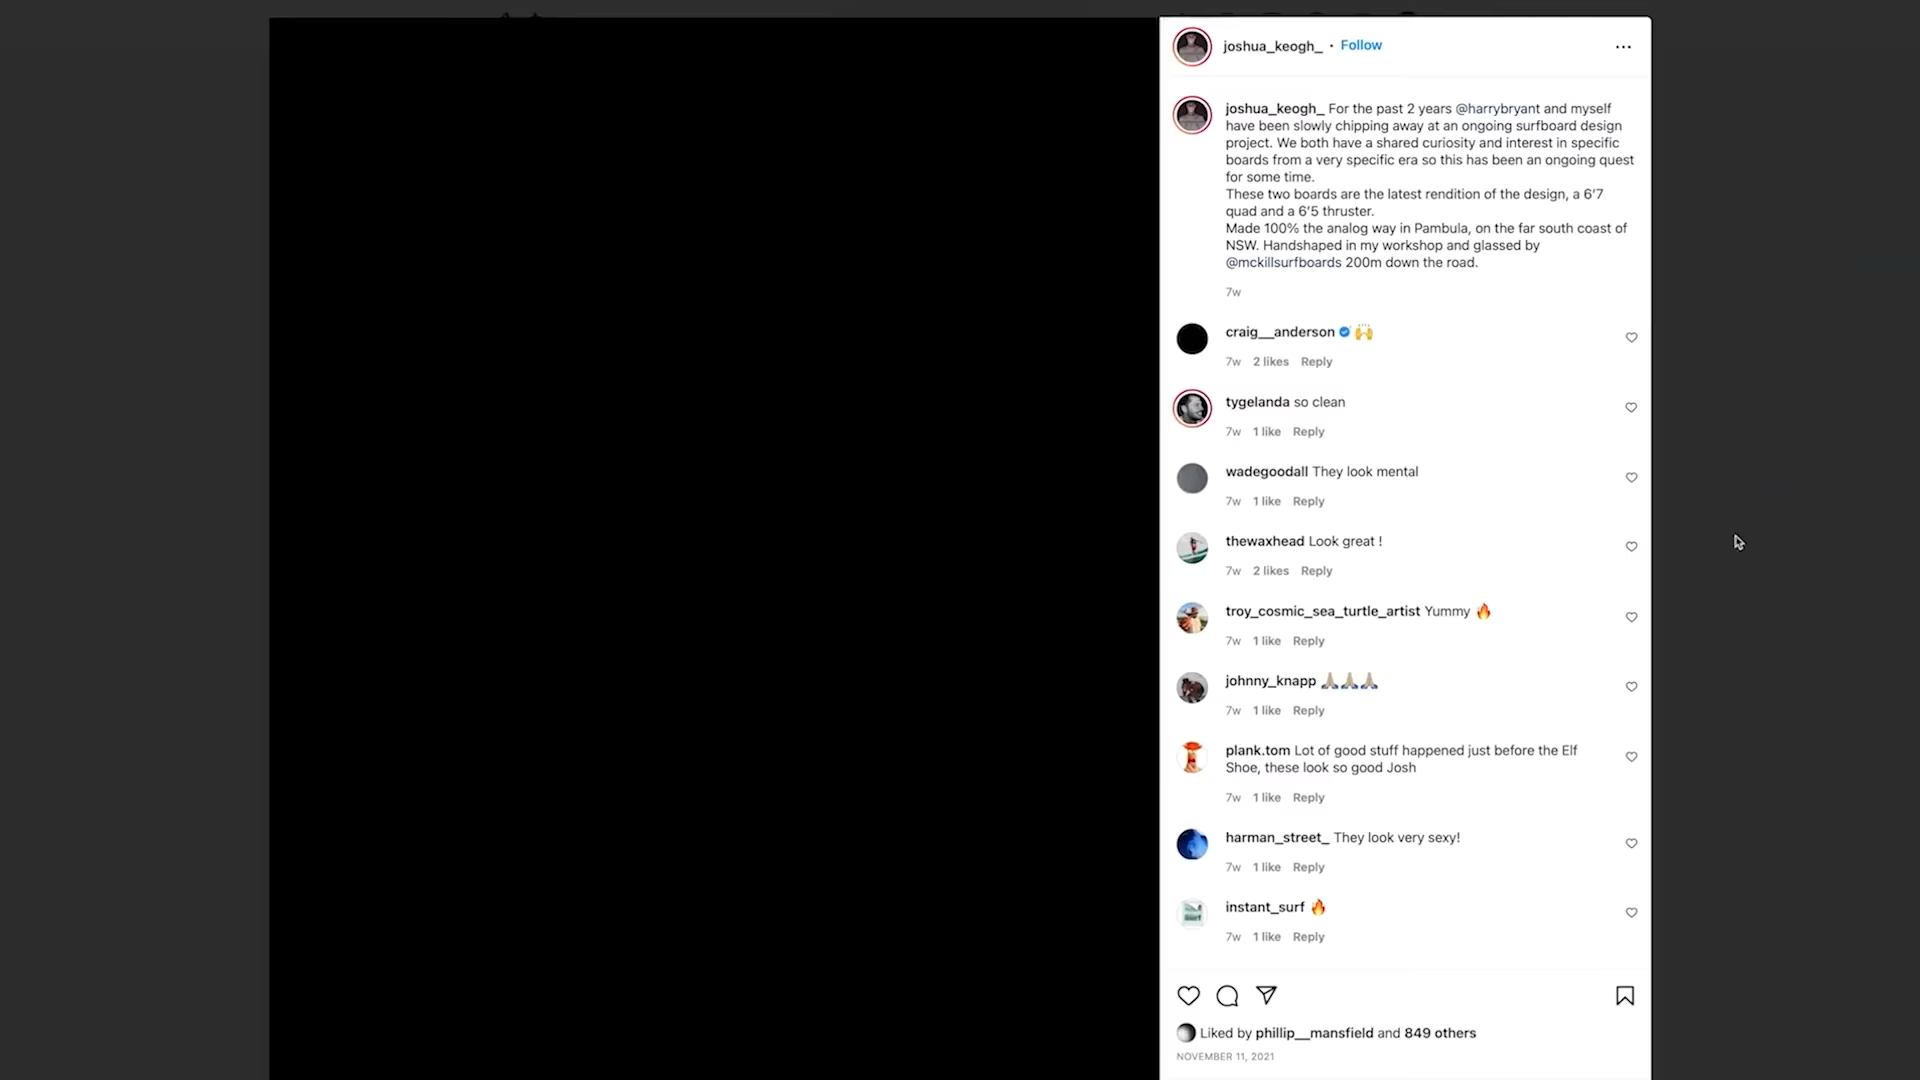 joshua_keogh_ • Follow
joshua_keogh_ For the past 2 years @harrybryant and myself
have been slowly chipping away at an ongoing surfboard design
project. We both have a shared curiosity and interest in specific
boards from a very specific era so this has been an ongoing quest
for some time.
These two boards are the latest rendition of the design, a 6'7
quad and a 6'5 thruster.
Made 100% the analog way in Pambula, on the far south coast of
NSW. Handshaped in my workshop and glassed by
@mckillsurfboards 200m down the road.
7w
craig__anderson 🙌
7w 2 likes Reply
tygelanda so clean
7w 1 like Reply
wadegoodall They look mental
7w 1 like Reply
thewaxhead Look great !
7w 2 likes Reply
troy_cosmic_sea_turtle_artist Yummy 🔥
7w 1 like Reply
johnny_knapp 🙏🏼🙏🏼🙏🏼
7w 1 like Reply
plank.tom Lot of good stuff happened just before the Elf
Shoe, these look so good Josh
7w 1 like Reply
harman_street_ They look very sexy!
7w 1 like Reply
instant_surf 🔥
7w 1 like Reply
Liked by phillip__mansfield and 849 others
NOVEMBER 11, 2021